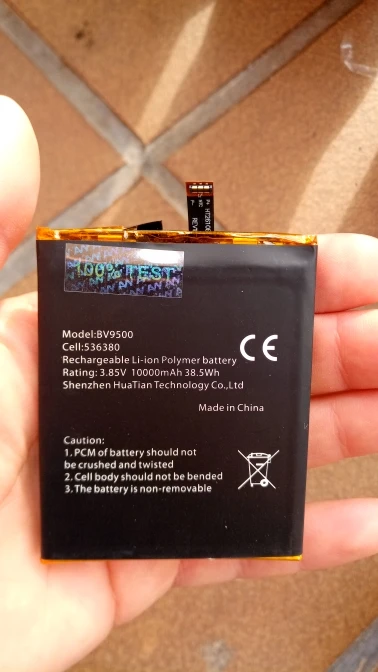 100% TEST
Model:BV9500
Cell:536380
Rechargeable Li-ion Polymer battery
Rating: 3.85V 10000mAh 38.5Wh
Shenzhen HuaTian Technology Co.,Ltd
CE
Made in China
Caution:
1. PCM of battery should not
be crushed and twisted
2. Cell body should not be bended
3. The battery is non-removable